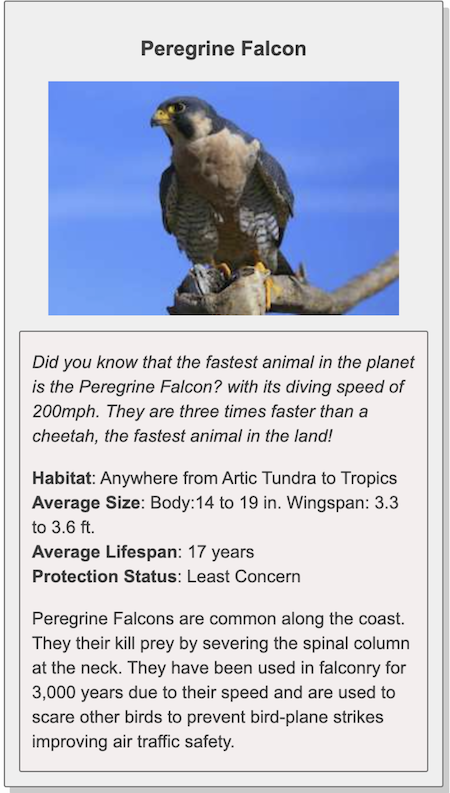 Peregrine Falcon
Did you know that the fastest animal in the planet
is the Peregrine Falcon? with its diving speed of
200mph. They are three times faster than a
cheetah, the fastest animal in the land!
Habitat: Anywhere from Artic Tundra to Tropics
Average Size: Body:14 to 19 in. Wingspan: 3.3
to 3.6 ft.
Average Lifespan: 17 years
Protection Status: Least Concern
Peregrine Falcons are common along the coast.
They their kill prey by severing the spinal column
at the neck. They have been used in falconry for
3,000 years due to their speed and are used to
scare other birds to prevent bird-plane strikes
improving air traffic safety.